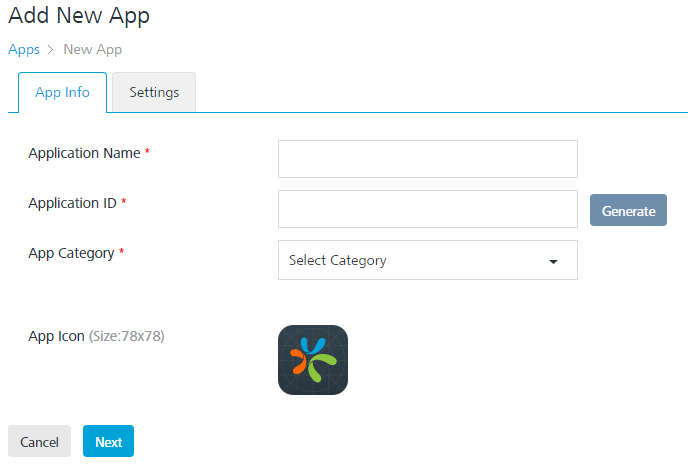 Add New App
Apps > New App
App Info Settings
Application Name *
Application ID * Generate
App Category * Select Category
App Icon (Size:78x78)
Cancel Next